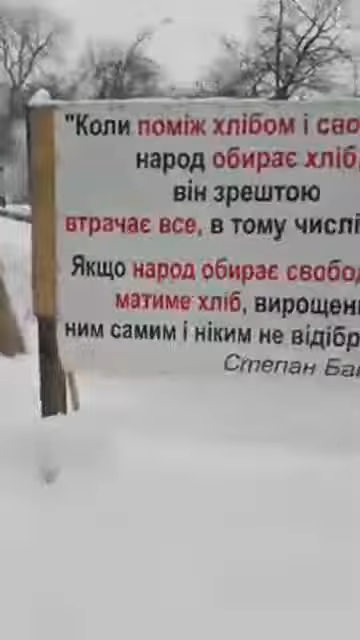 "Коли поміж хлібом і сво
народ обирає хліб,
він зрештою
втрачає все, в тому числі
Якщо народ обирає свобод
матиме хліб, вирощен
ним самим і ніким не відібр
Степан Ба